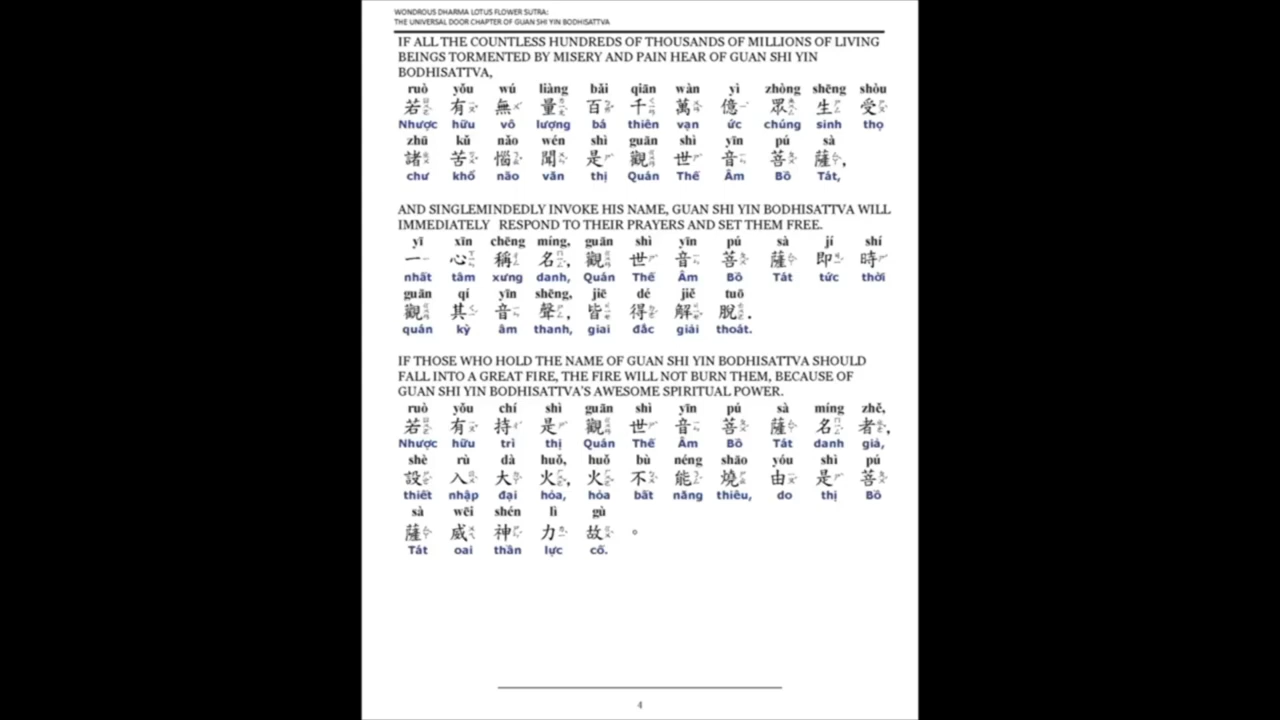 WONDROUS DHARMA LOTUS FLOWER SUTRA:
THE UNIVERSAL DOOR CHAPTER OF GUAN SHI YIN BODHISATTVA
IF ALL THE COUNTLESS HUNDREDS OF THOUSANDS OF MILLIONS OF LIVING
BEINGS TORMENTED BY MISERY AND PAIN HEAR OF GUAN SHI YIN
BODHISATTVA,
ruò yǒu wú liàng bǎi qiān wàn yì zhòng shēng shòu
若 有 無 量 百 千 萬 億 眾 生 受
Nhược hữu vô lượng bá thiên vạn ức chúng sinh thọ
zhū kǔ nǎo wén shì guān shì yīn pú sà
諸 苦 惱 聞 是 觀 世 音 菩 薩,
chư khổ não văn thị Quán Thế Âm Bồ Tát,
AND SINGLEMINDEDLY INVOKE HIS NAME, GUAN SHI YIN BODHISATTVA WILL
IMMEDIATELY RESPOND TO THEIR PRAYERS AND SET THEM FREE.
yī xīn chēng míng, guān shì yīn pú sà jí shí
一 心 稱 名, 觀 世 音 菩 薩 即 時
nhất tâm xưng danh, Quán Thế Âm Bồ Tát tức thời
guān qí yīn shēng, jiē dé jiě tuō
觀 其 音 聲, 皆 得 解 脫.
quán kỳ âm thanh, giai đắc giải thoát.
IF THOSE WHO HOLD THE NAME OF GUAN SHI YIN BODHISATTVA SHOULD
FALL INTO A GREAT FIRE, THE FIRE WILL NOT BURN THEM, BECAUSE OF
GUAN SHI YIN BODHISATTVA'S AWESOME SPIRITUAL POWER.
ruò yǒu chí shì guān shì yīn pú sà míng zhě,
若 有 持 是 觀 世 音 菩 薩 名 者,
Nhược hữu trì thị Quán Thế Âm Bồ Tát danh giả,
shè rù dà huǒ, huǒ bù néng shāo yóu shì pú
設 入 大 火, 火 不 能 燒 由 是 菩
thiết nhập đại hỏa, hỏa bất năng thiêu, do thị Bồ
sà wēi shén lì gù
薩 威 神 力 故 。
Tát oai thần lực cố.
4